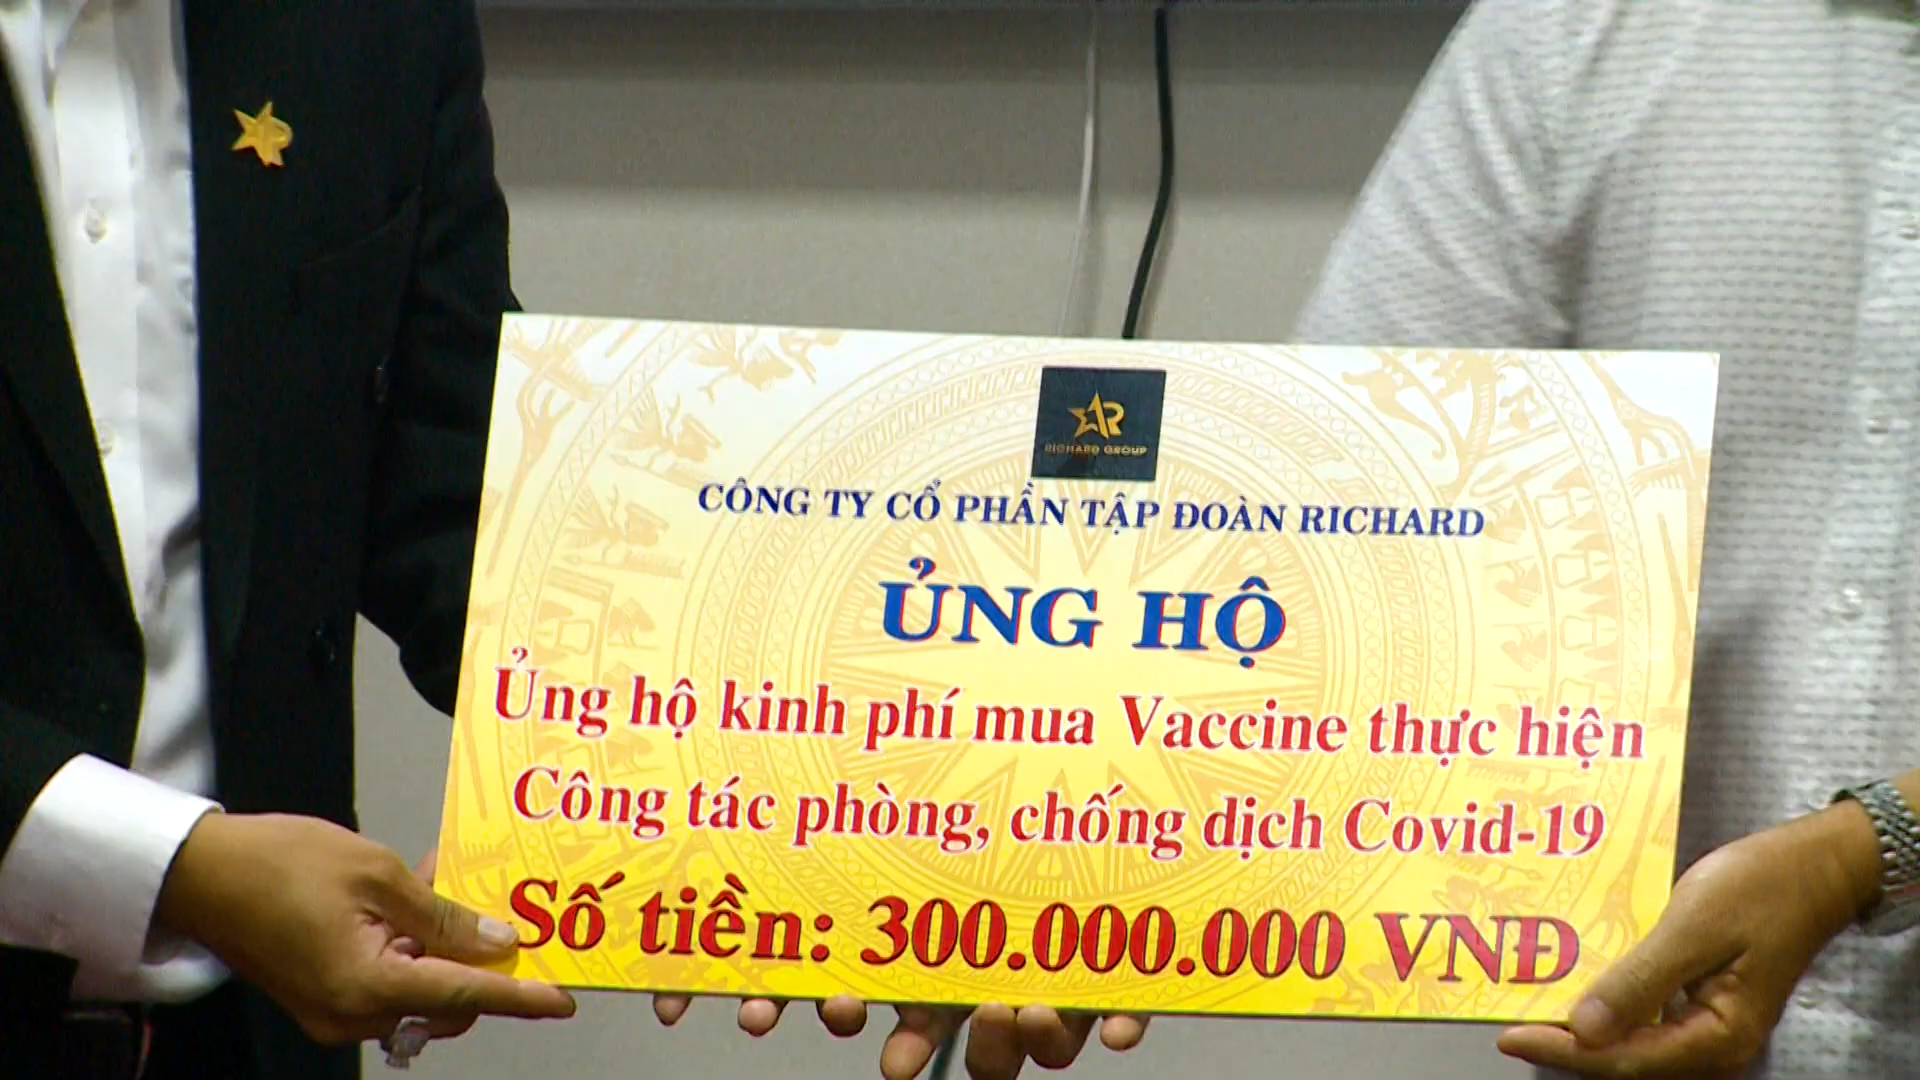 RICHARD GROUP
CÔNG TY CỔ PHẦN TẬP ĐOÀN RICHARD
ỦNG HỘ
Ủng hộ kinh phí mua Vaccine thực hiện
Công tác phòng, chống dịch Covid-19
Số tiền: 300.000.000 VNĐ